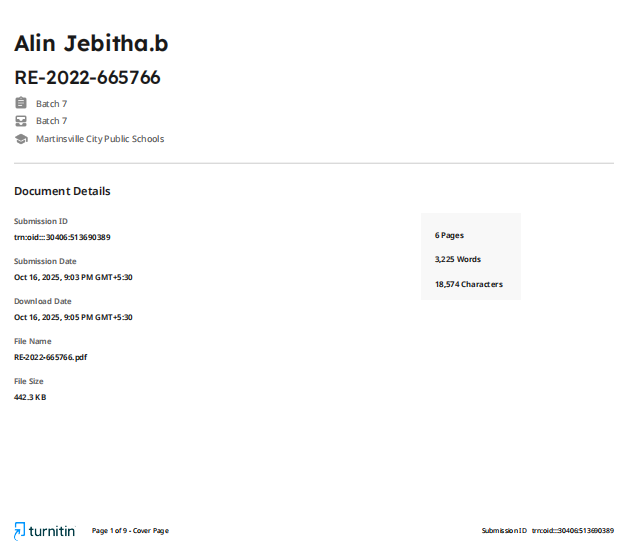 Alin Jebitha.b
RE-2022-665766
Batch 7
Batch 7
Martinsville City Public Schools
Document Details
Submission ID
trn:oid:::30406:513690389
Submission Date
Oct 16, 2025, 9:03 PM GMT+5:30
Download Date
Oct 16, 2025, 9:05 PM GMT+5:30
File Name
RE-2022-665766.pdf
File Size
442.3 KB
6 Pages
3,225 Words
18,574 Characters
turnitin Page 1 of 9 - Cover Page Submission ID trn:oid:::30406:513690389